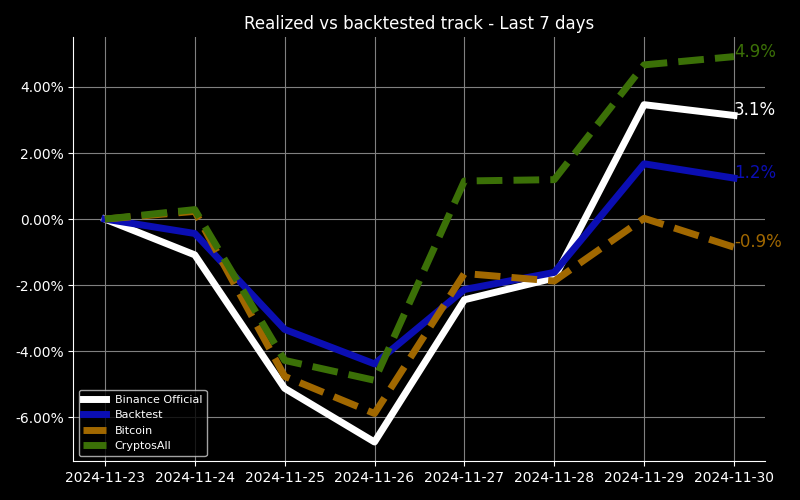 Realized vs backtested track - Last 7 days
4.00%
2.00%
0.00%
-2.00%
-4.00%
-6.00%
4.9%
3.1%
1.2%
-0.9%
Binance Official
Backtest
Bitcoin
CryptosAll
2024-11-23 2024-11-24 2024-11-25 2024-11-26 2024-11-27 2024-11-28 2024-11-29 2024-11-30